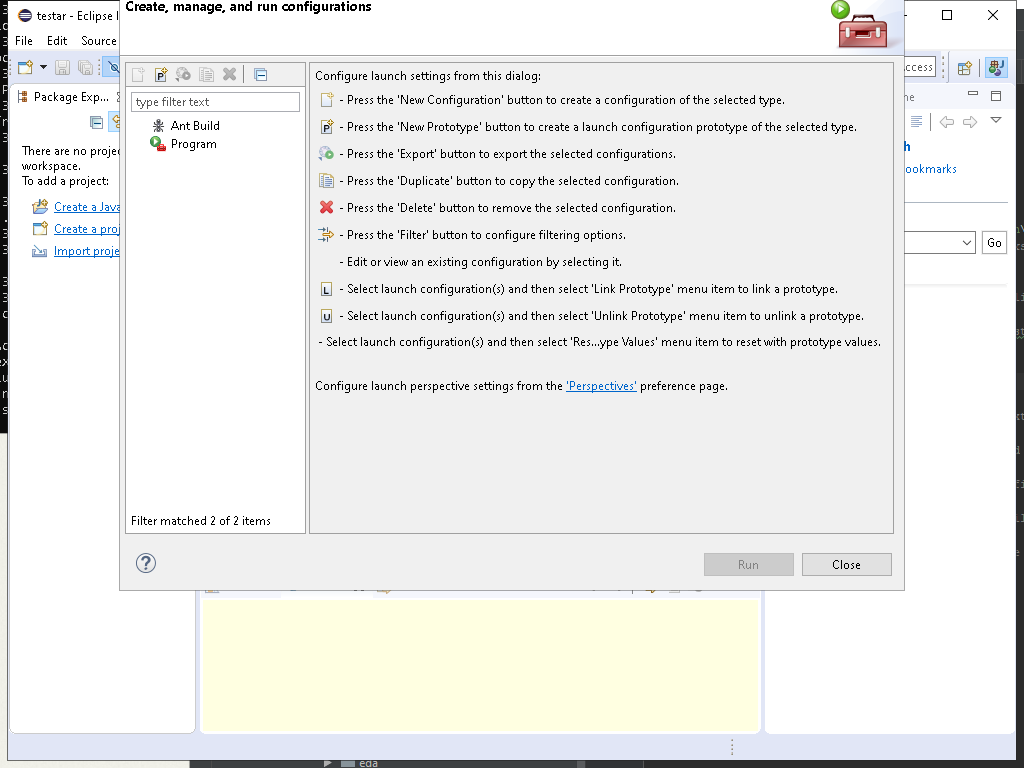 Create, manage, and run configurations
testar - Eclipse I
File Edit Source
Package Exp...
There are no
workspace.
To add a project:
Create a Java
Create a
Import
type filter text
Ant Build
Program
Filter matched 2 of 2 items
Configure launch settings from this dialog:
- Press the 'New Configuration' button to create a configuration of the selected type.
P - Press the 'New Prototype' button to create a launch configuration prototype of the selected type.
- Press the 'Export' button to export the selected configurations.
- Press the 'Duplicate' button to copy the selected configuration.
- Press the 'Delete' button to remove the selected configuration.
- Press the 'Filter' button to configure filtering options.
- Edit or view an existing configuration by selecting it.
L - Select launch configuration(s) and then select 'Link Prototype' menu item to link a prototype.
U - Select launch configuration(s) and then select 'Unlink Prototype' menu item to unlink a prototype.
- Select launch configuration(s) and then select 'Res...ype Values' menu item to reset with prototype values.
Configure launch perspective settings from the 'Perspectives' preference page.
? Run Close
ccess
ne
h
ookmarks
Go
eda